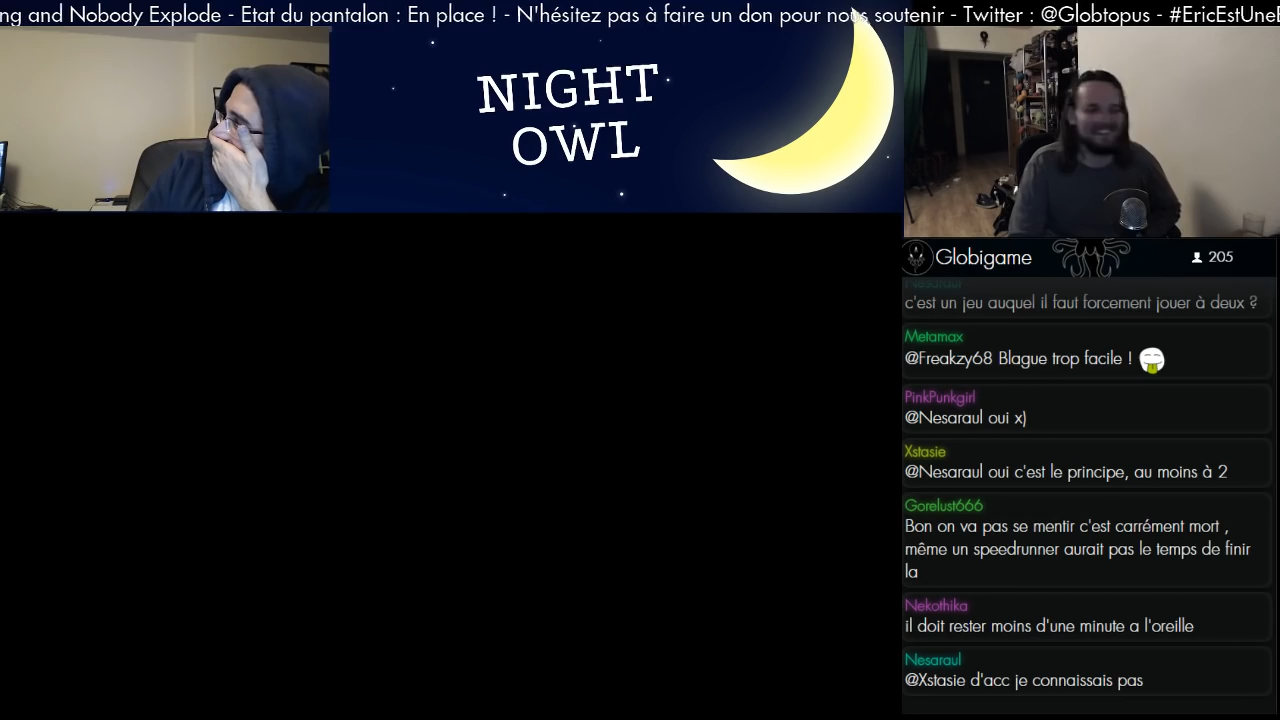 ng and Nobody Explode - Etat du pantalon : En place ! - N'hésitez pas à faire un don pour nous soutenir - Twitter : @Globtopus - #EricEstUneB
NIGHT
OWL
Globigame
205
Nesaraul
c'est un jeu auquel il faut forcement jouer à deux ?
Metamax
@Freakzy68 Blague trop facile !
PinkPunkgirl
@Nesaraul oui x)
Xstasie
@Nesaraul oui c'est le principe, au moins à 2
Gorelust666
Bon on va pas se mentir c'est carrément mort ,
même un speedrunner aurait pas le temps de finir
la
Nekothika
il doit rester moins d'une minute a l'oreille
Nesaraul
@Xstasie d'acc je connaissais pas